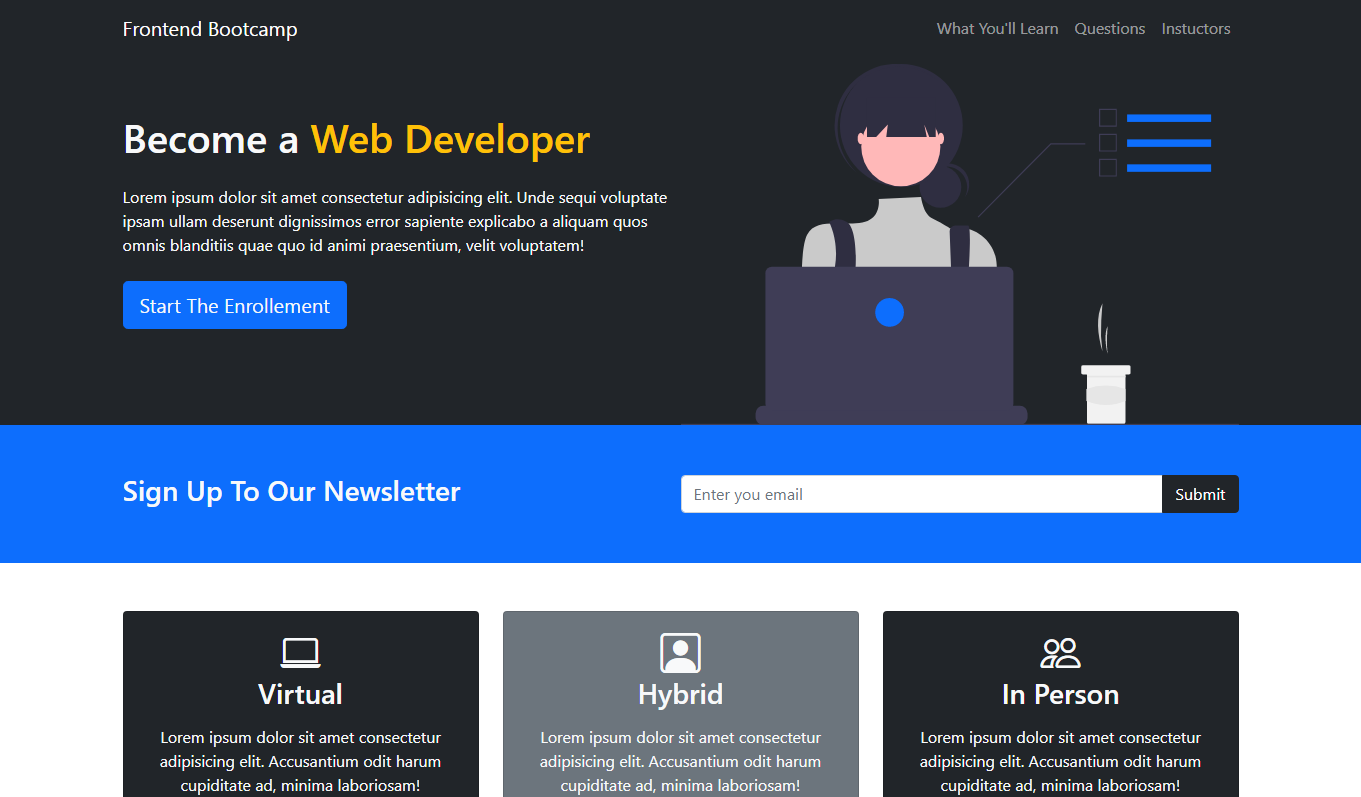 Frontend Bootcamp
What You'll Learn Questions Instuctors
Become a Web Developer
Lorem ipsum dolor sit amet consectetur adipisicing elit. Unde sequi voluptate
ipsam ullam deserunt dignissimos error sapiente explicabo a aliquam quos
omnis blanditiis quae quo id animi praesentium, velit voluptatem!
Start The Enrollement
Sign Up To Our Newsletter
Enter you email
Submit
Virtual
Lorem ipsum dolor sit amet consectetur
adipisicing elit. Accusantium odit harum
cupiditate ad, minima laboriosam!
Hybrid
Lorem ipsum dolor sit amet consectetur
adipisicing elit. Accusantium odit harum
cupiditate ad, minima laboriosam!
In Person
Lorem ipsum dolor sit amet consectetur
adipisicing elit. Accusantium odit harum
cupiditate ad, minima laboriosam!